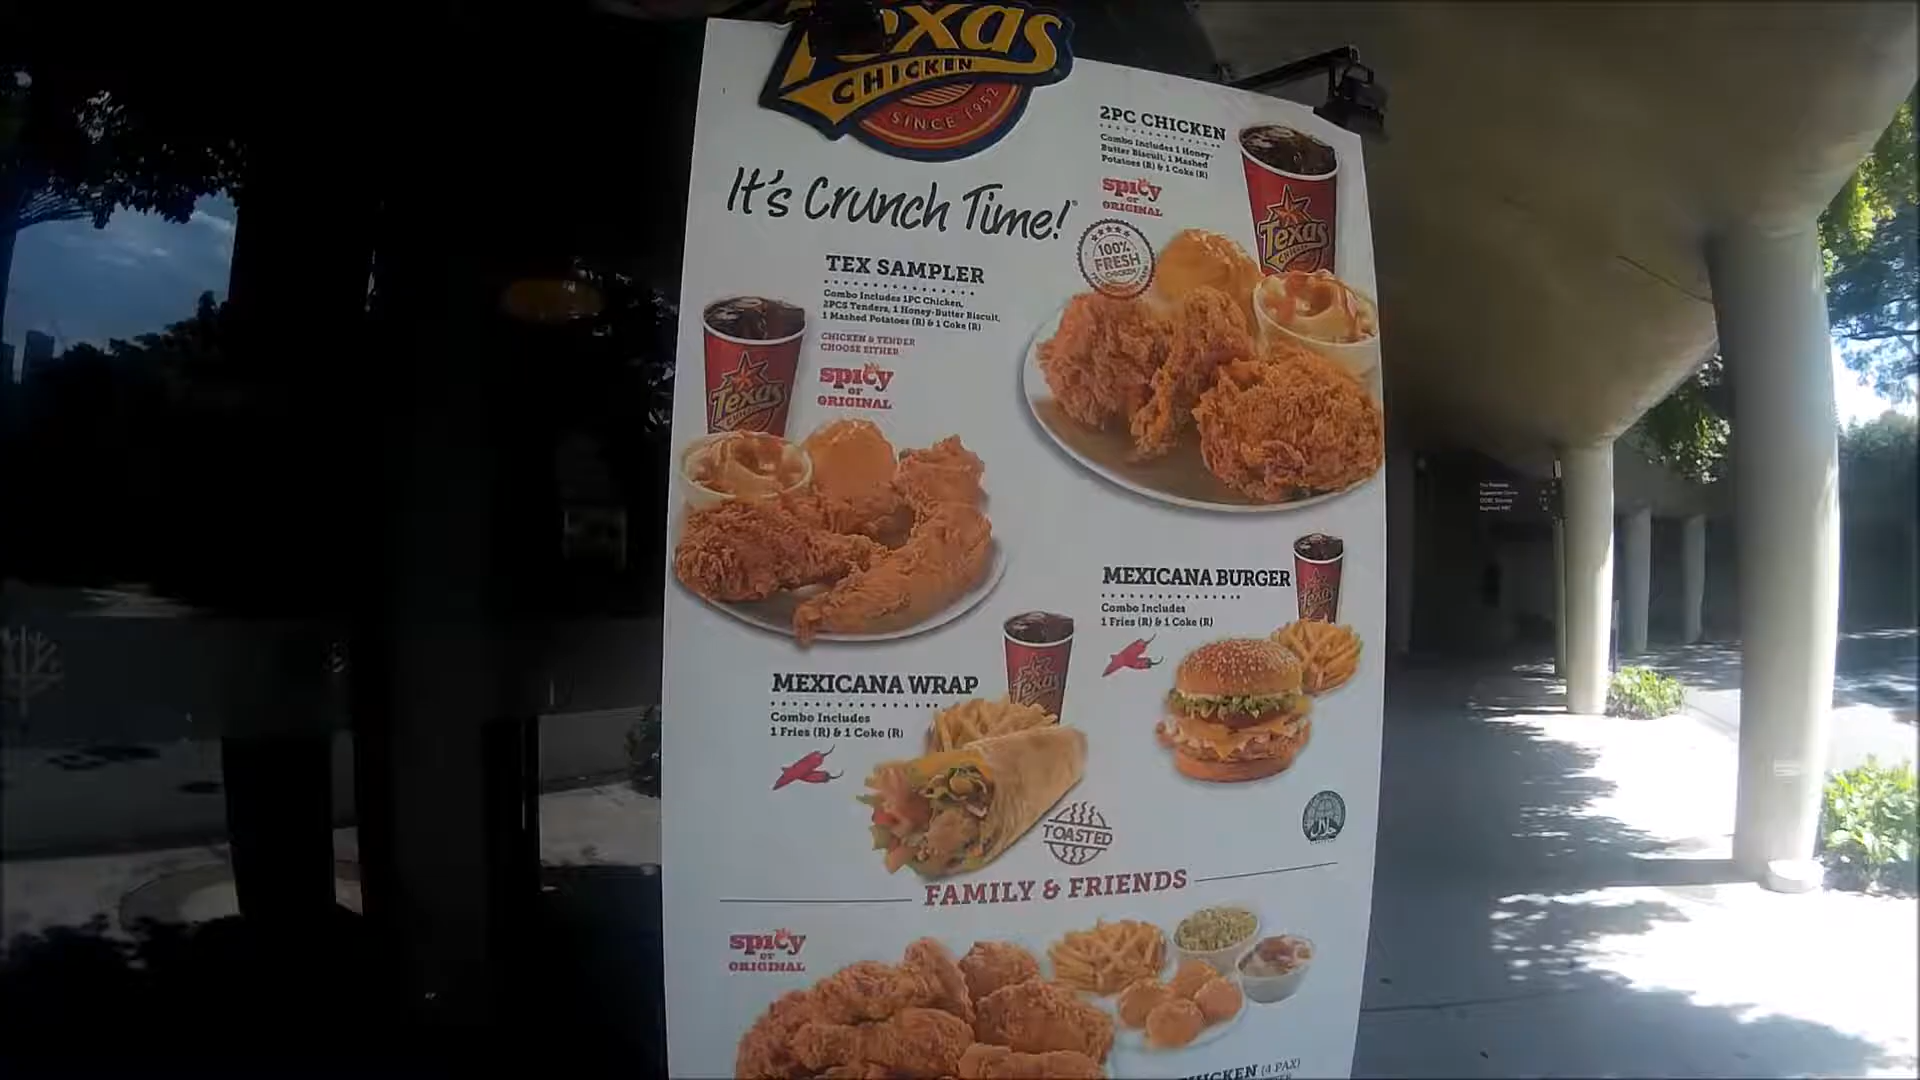 Texas
CHICKEN
SINCE 1952
It's Crunch Time!
2PC CHICKEN
Combo Includes 1 Honey-
Butter Biscuit, 1 Mashed
Potatoes (R) & 1 Coke (R)
spicy
or
ORIGINAL
100%
FRESH
CHICKEN
Texas
TEX SAMPLER
Combo Includes 1PC Chicken,
2PCS Tenders, 1 Honey-Butter Biscuit,
1 Mashed Potatoes (R) & 1 Coke (R)
CHICKEN & TENDER
CHOOSE EITHER
spicy
or
ORIGINAL
Texas
MEXICANA BURGER
Combo Includes
1 Fries (R) & 1 Coke (R)
Texas
MEXICANA WRAP
Combo Includes
1 Fries (R) & 1 Coke (R)
Texas
TOASTED
FAMILY & FRIENDS
spicy
or
ORIGINAL
CHICKEN (4 PAX)